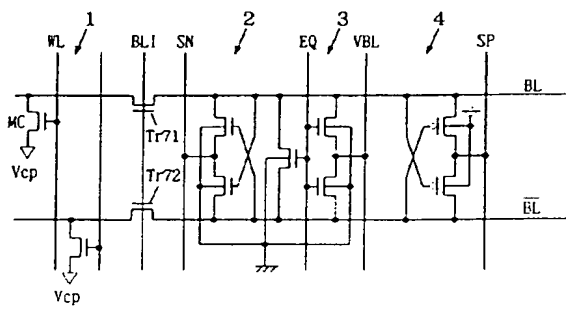 1 2 3 4
WL BLI SN EQ VBL SP
BL
MC
Tr71
Vcp
Tr72
BL
Vcp